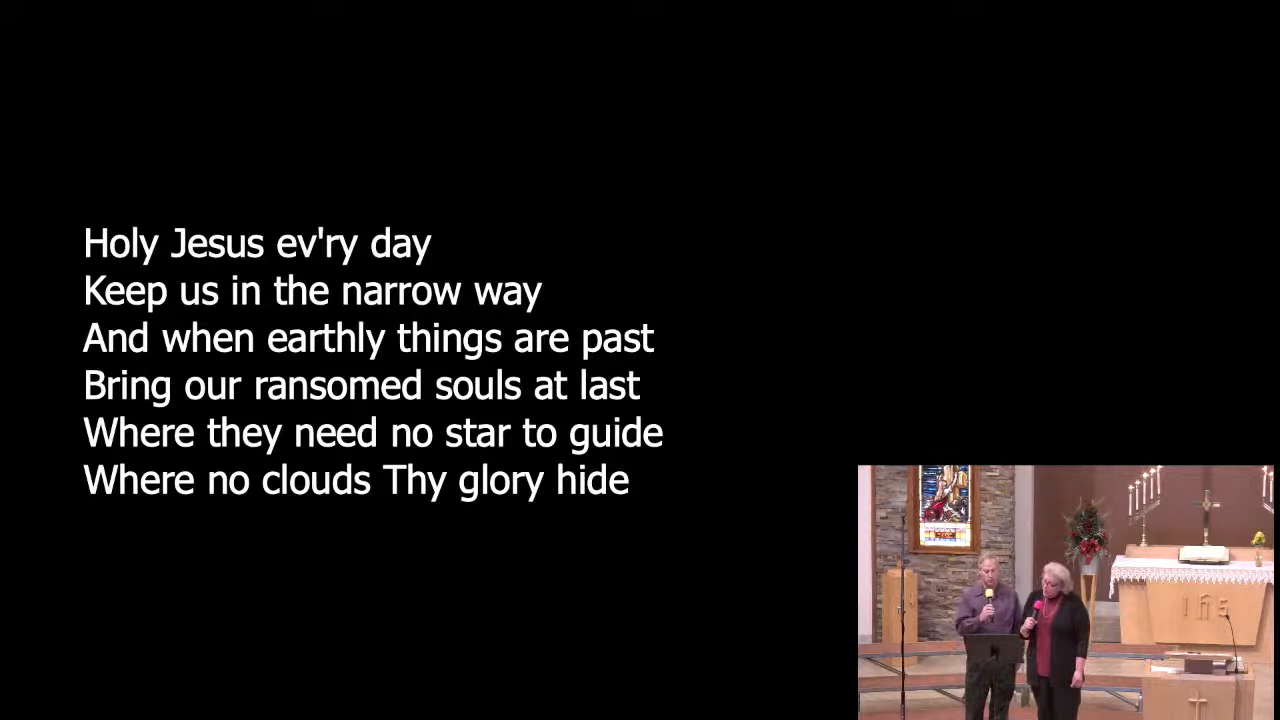 Holy Jesus ev'ry day
Keep us in the narrow way
And when earthly things are past
Bring our ransomed souls at last
Where they need no star to guide
Where no clouds Thy glory hide
IHS